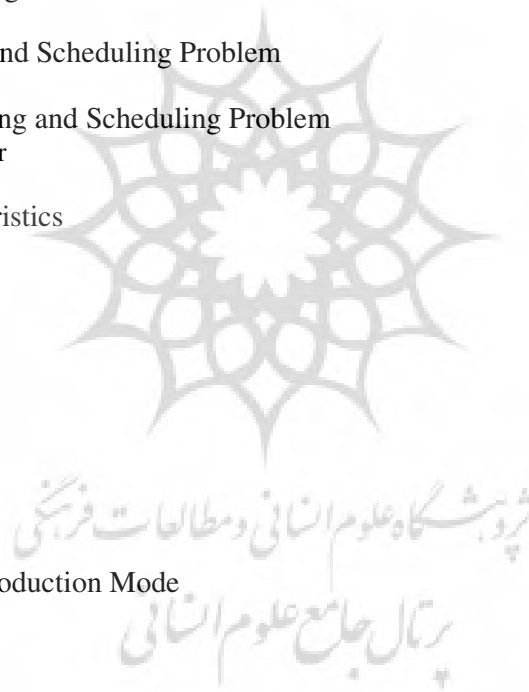 g
nd Scheduling Problem
ng and Scheduling Problem
r
ristics
پژوهشگاه علوم انسانی و مطالعات فرهنگی
oduction Mode
پرتال جامع علوم انسانی